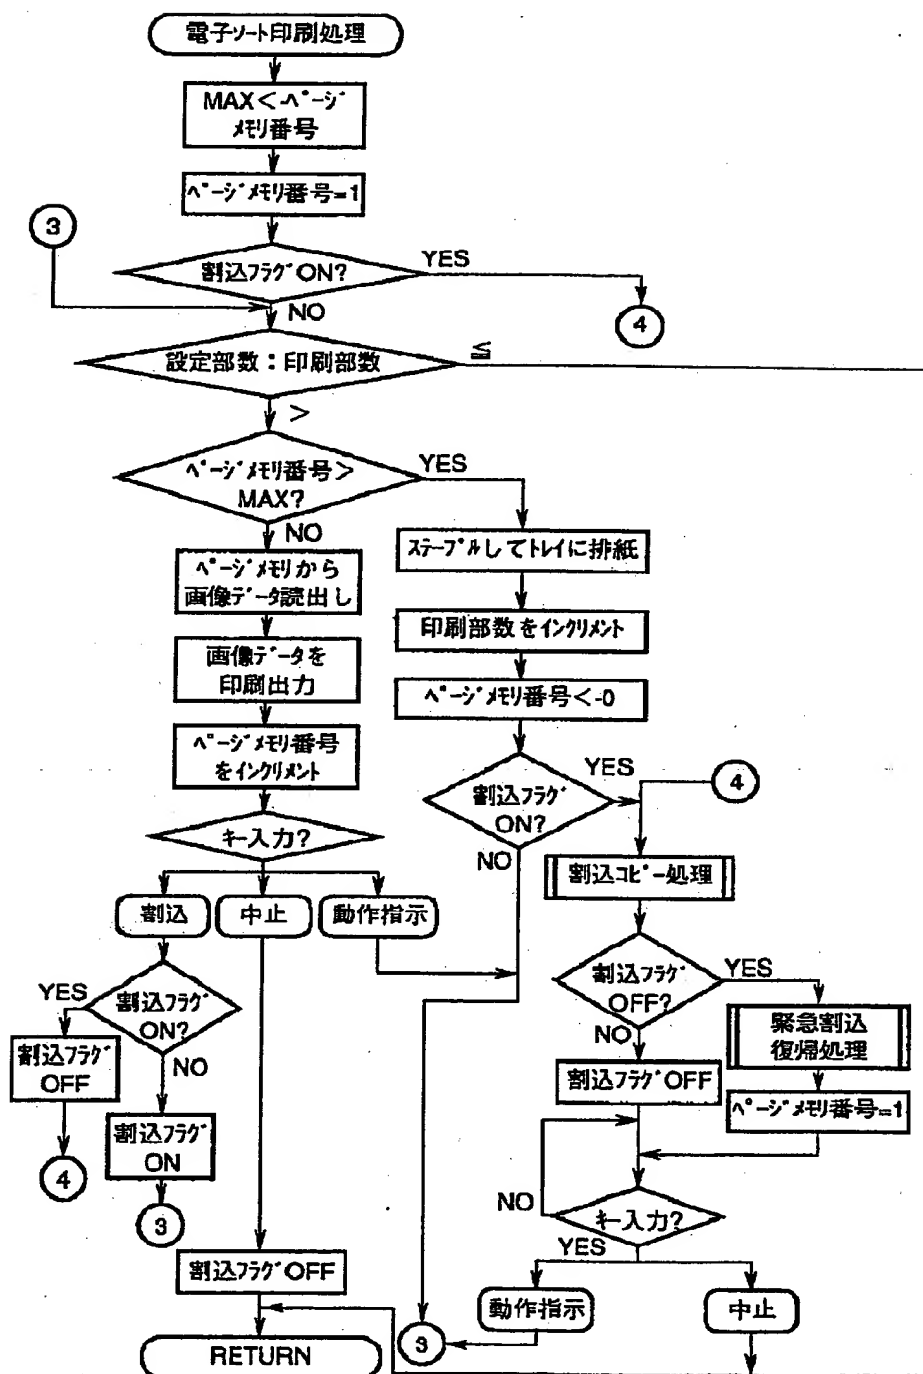 電子ソート印刷処理
MAX<-ページ
メモリ番号
ページメモリ番号=1
3
割込フラグON?
YES
4
NO
設定部数：印刷部数
≦
>
ページメモリ番号>
MAX?
YES
NO
ページメモリから
画像データ読出し
画像データを
印刷出力
ページメモリ番号
をインクリメント
キー入力?
割込
中止
動作指示
割込フラグ
ON?
YES
NO
割込フラグ
OFF
4
割込フラグ
ON
3
割込フラグOFF
RETURN
ステープルしてトレイに排紙
印刷部数をインクリメント
ページメモリ番号<-0
割込フラグ
ON?
YES
NO
4
割込コピー処理
割込フラグ
OFF?
YES
NO
緊急割込
復帰処理
割込フラグOFF
ページメモリ番号=1
キー入力?
NO
YES
動作指示
中止
3